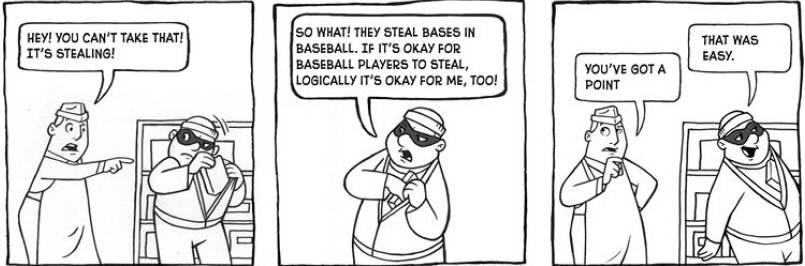 HEY! YOU CAN'T TAKE THAT!
IT'S STEALING!
SO WHAT! THEY STEAL BASES IN
BASEBALL. IF IT'S OKAY FOR
BASEBALL PLAYERS TO STEAL,
LOGICALLY IT'S OKAY FOR ME, TOO!
YOU'VE GOT A
POINT
THAT WAS
EASY.